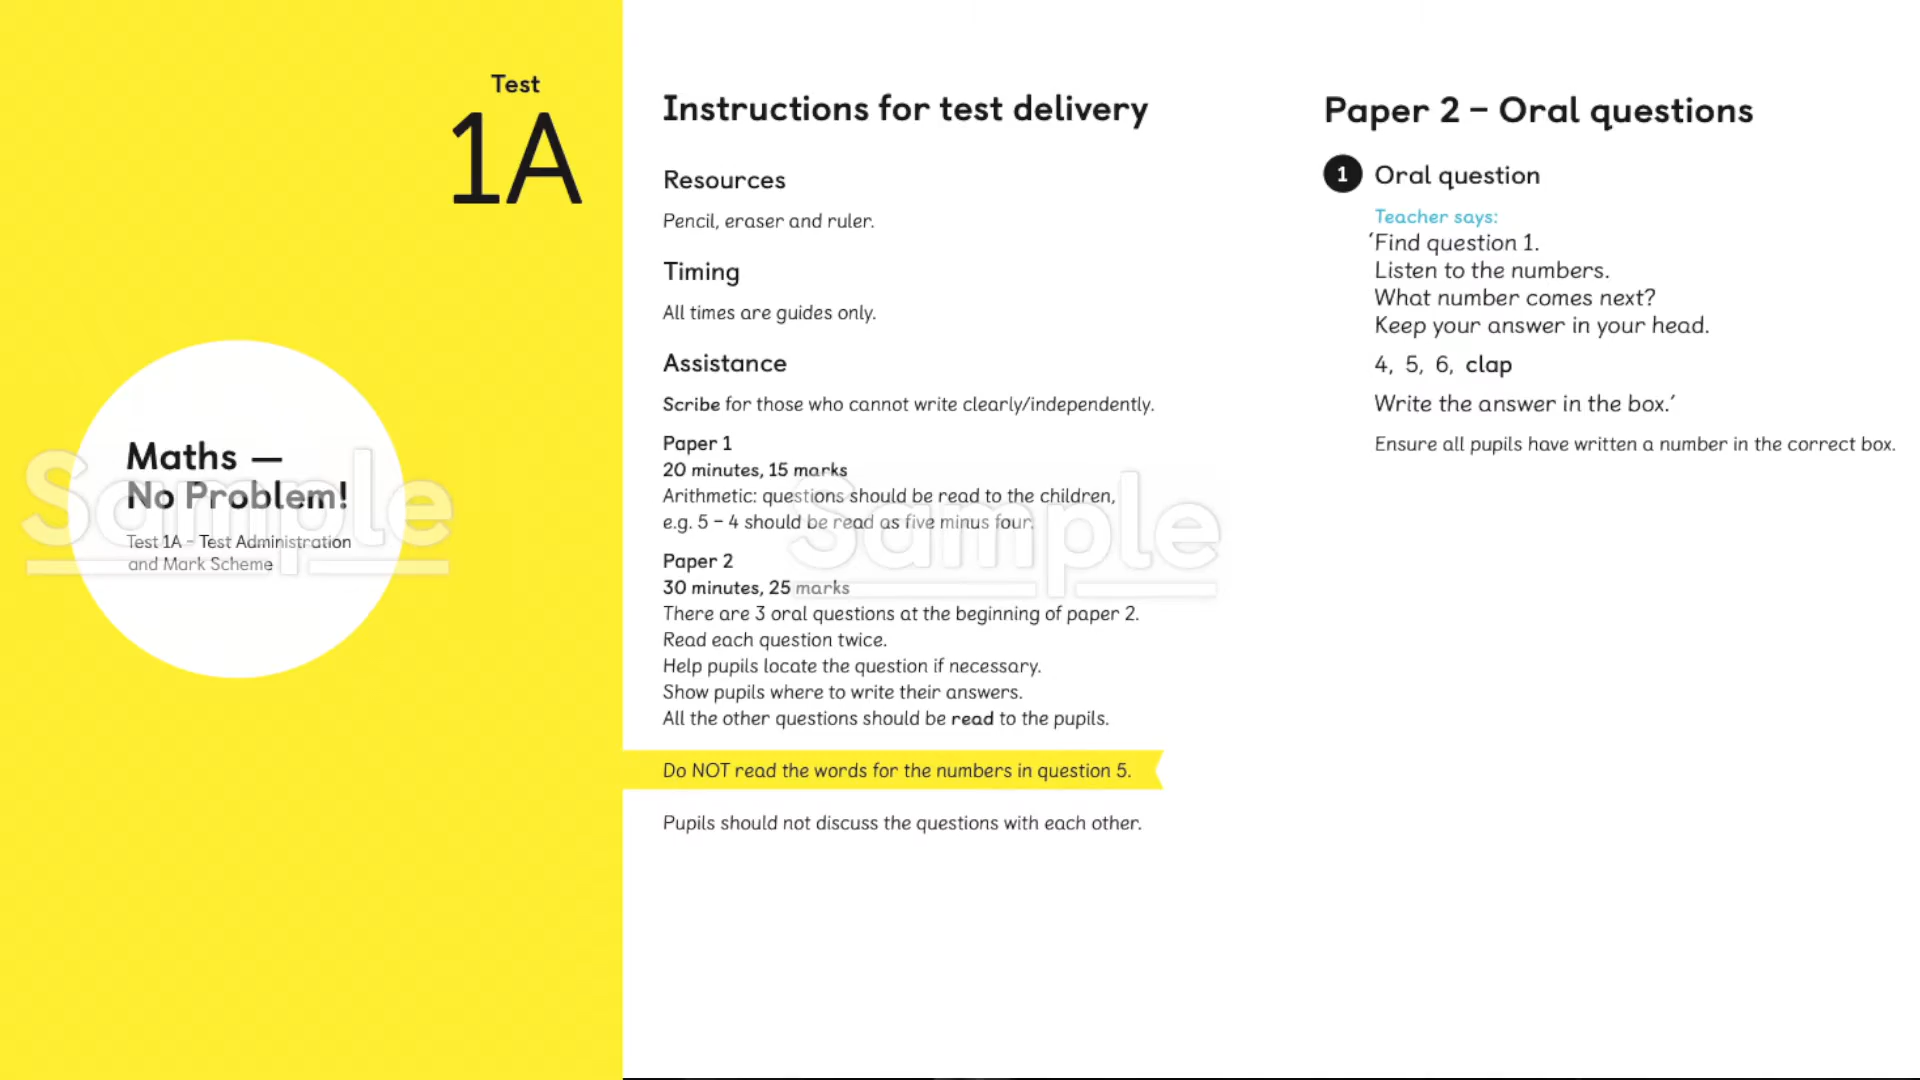 Test
1A
Maths —
No Problem!
Test 1A – Test Administration
and Mark Scheme
Sample
Instructions for test delivery
Resources
Pencil, eraser and ruler.
Timing
All times are guides only.
Assistance
Scribe for those who cannot write clearly/independently.
Paper 1
20 minutes, 15 marks
Arithmetic: questions should be read to the children,
e.g. 5 – 4 should be read as five minus four.
Paper 2
30 minutes, 25 marks
There are 3 oral questions at the beginning of paper 2.
Read each question twice.
Help pupils locate the question if necessary.
Show pupils where to write their answers.
All the other questions should be read to the pupils.
Do NOT read the words for the numbers in question 5.
Pupils should not discuss the questions with each other.
Sample
Paper 2 – Oral questions
1 Oral question
Teacher says:
‘Find question 1.
Listen to the numbers.
What number comes next?
Keep your answer in your head.
4, 5, 6, clap
Write the answer in the box.’
Ensure all pupils have written a number in the correct box.